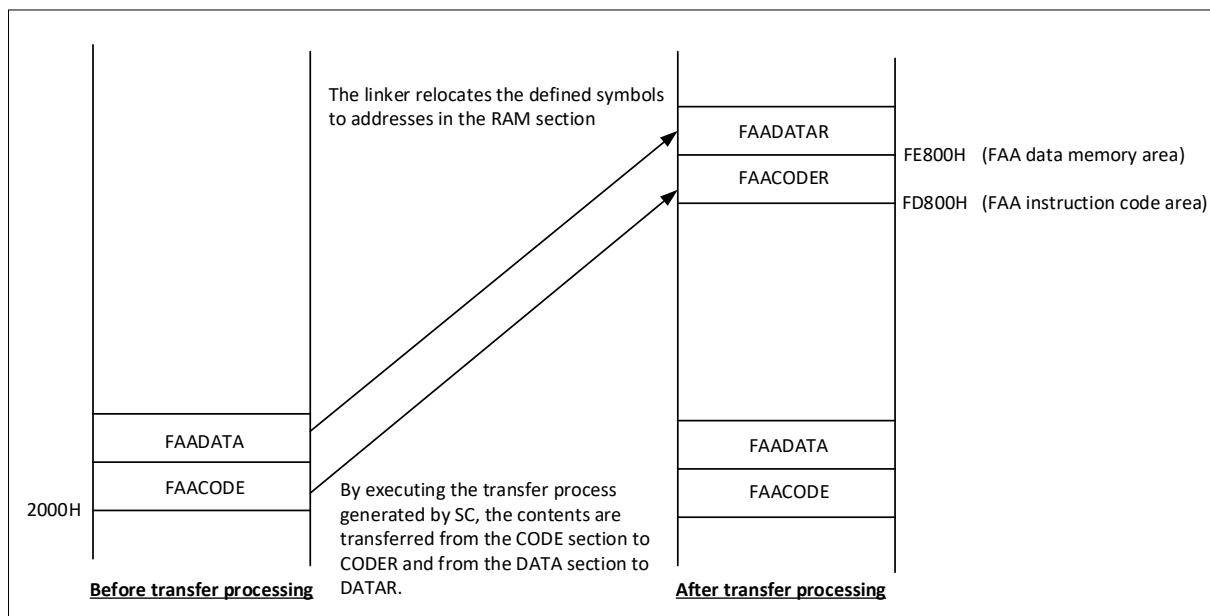 The linker relocates the defined symbols
to addresses in the RAM section
FAADATAR
FE800H (FAA data memory area)
FAACODER
FD800H (FAA instruction code area)
FAADATA
FAACODE
2000H
By executing the transfer process
generated by SC, the contents are
transferred from the CODE section to
CODER and from the DATA section to
DATAR.
FAADATA
FAACODE
Before transfer processing
After transfer processing